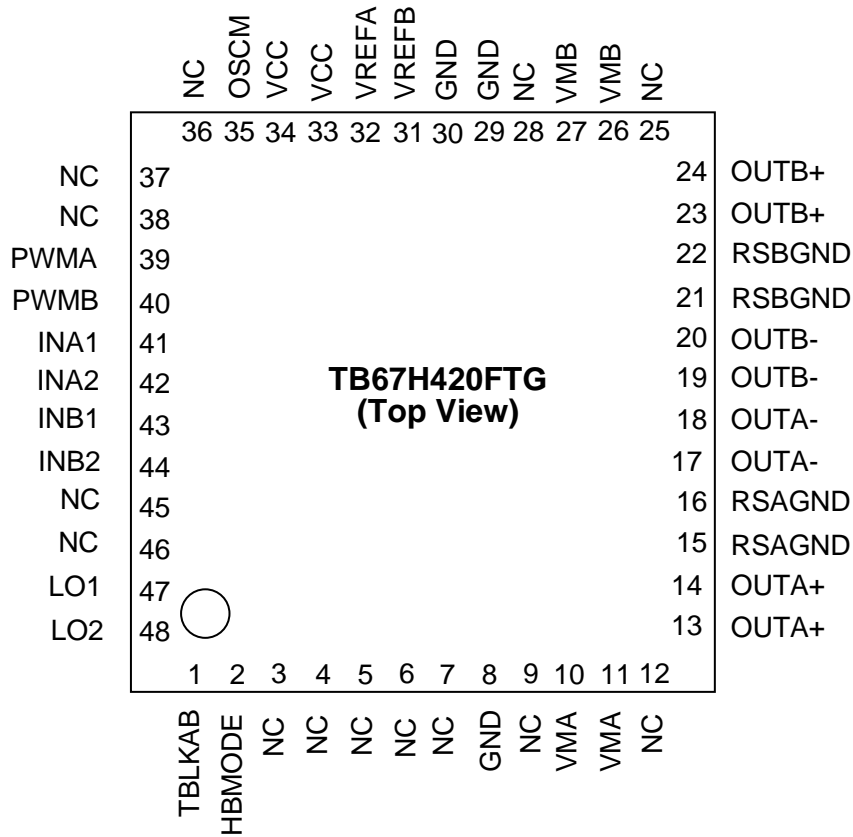 NC OSCM VCC VCC VREFA VREFB GND GND NC VMB VMB NC
36 35 34 33 32 31 30 29 28 27 26 25
NC 37
NC 38
PWMA 39
PWMB 40
INA1 41
INA2 42
INB1 43
INB2 44
NC 45
NC 46
LO1 47
LO2 48
TB67H420FTG
(Top View)
24 OUTB+
23 OUTB+
22 RSBGND
21 RSBGND
20 OUTB-
19 OUTB-
18 OUTA-
17 OUTA-
16 RSAGND
15 RSAGND
14 OUTA+
13 OUTA+
1 2 3 4 5 6 7 8 9 10 11 12
TBLKAB HBMODE NC NC NC NC NC GND NC VMA VMA NC